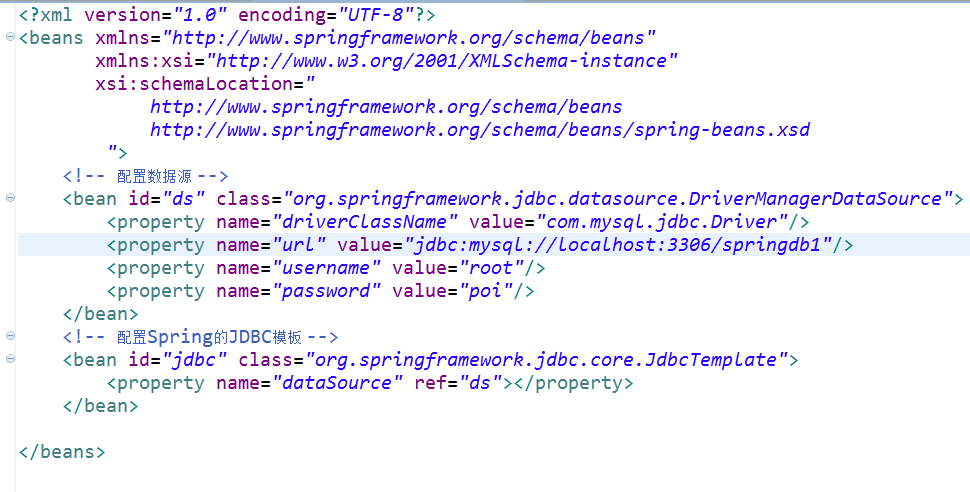 <?xml version="1.0" encoding="UTF-8"?>
<beans xmlns="http://www.springframework.org/schema/beans"
xmlns:xsi="http://www.w3.org/2001/XMLSchema-instance"
xsi:schemaLocation="
http://www.springframework.org/schema/beans
http://www.springframework.org/schema/beans/spring-beans.xsd
">
<!-- 配置数据源 -->
<bean id="ds" class="org.springframework.jdbc.datasource.DriverManagerDataSource">
<property name="driverClassName" value="com.mysql.jdbc.Driver"/>
<property name="url" value="jdbc:mysql://localhost:3306/springdb1"/>
<property name="username" value="root"/>
<property name="password" value="poi"/>
</bean>
<!-- 配置Spring的JDBC模板 -->
<bean id="jdbc" class="org.springframework.jdbc.core.JdbcTemplate">
<property name="dataSource" ref="ds"></property>
</bean>
</beans>